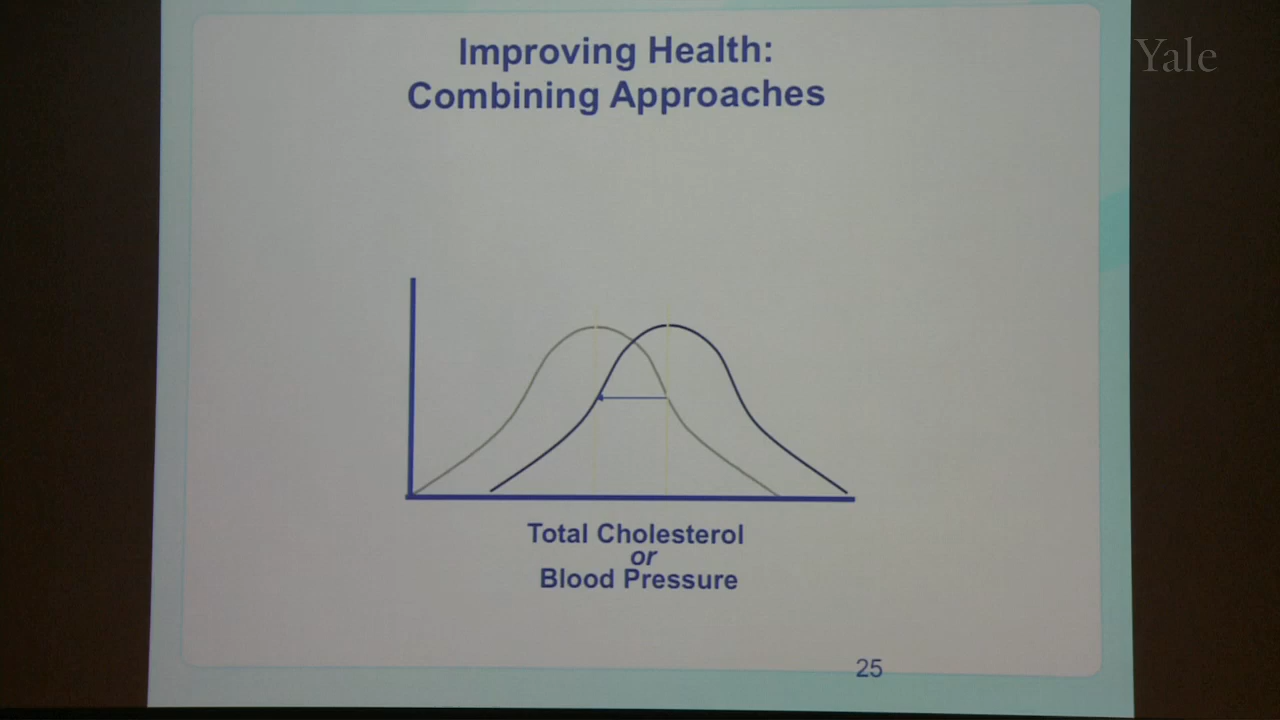 Improving Health:
Combining Approaches
Yale
Total Cholesterol
or
Blood Pressure
25